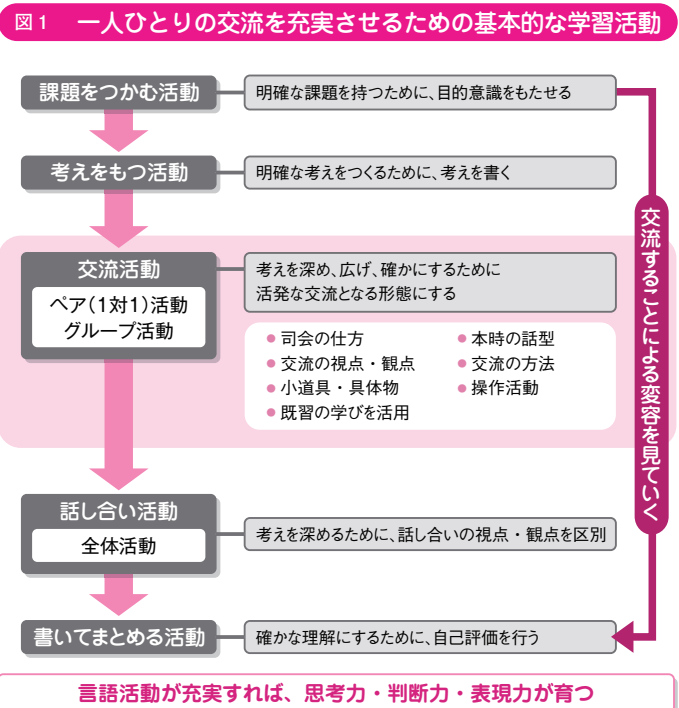 図1 一人ひとりの交流を充実させるための基本的な学習活動
課題をつかむ活動
明確な課題を持つために、目的意識をもたせる
考えをもつ活動
明確な考えをつくるために、考えを書く
交流活動
ペア(1対1)活動
グループ活動
考えを深め、広げ、確かにするために
活発な交流となる形態にする
● 司会の仕方
● 本時の話型
● 交流の視点・観点
● 交流の方法
● 小道具・具体物
● 操作活動
● 既習の学びを活用
話し合い活動
全体活動
考えを深めるために、話し合いの視点・観点を区別
書いてまとめる活動
確かな理解にするために、自己評価を行う
交流することによる変容を見ていく
言語活動が充実すれば、思考力・判断力・表現力が育つ